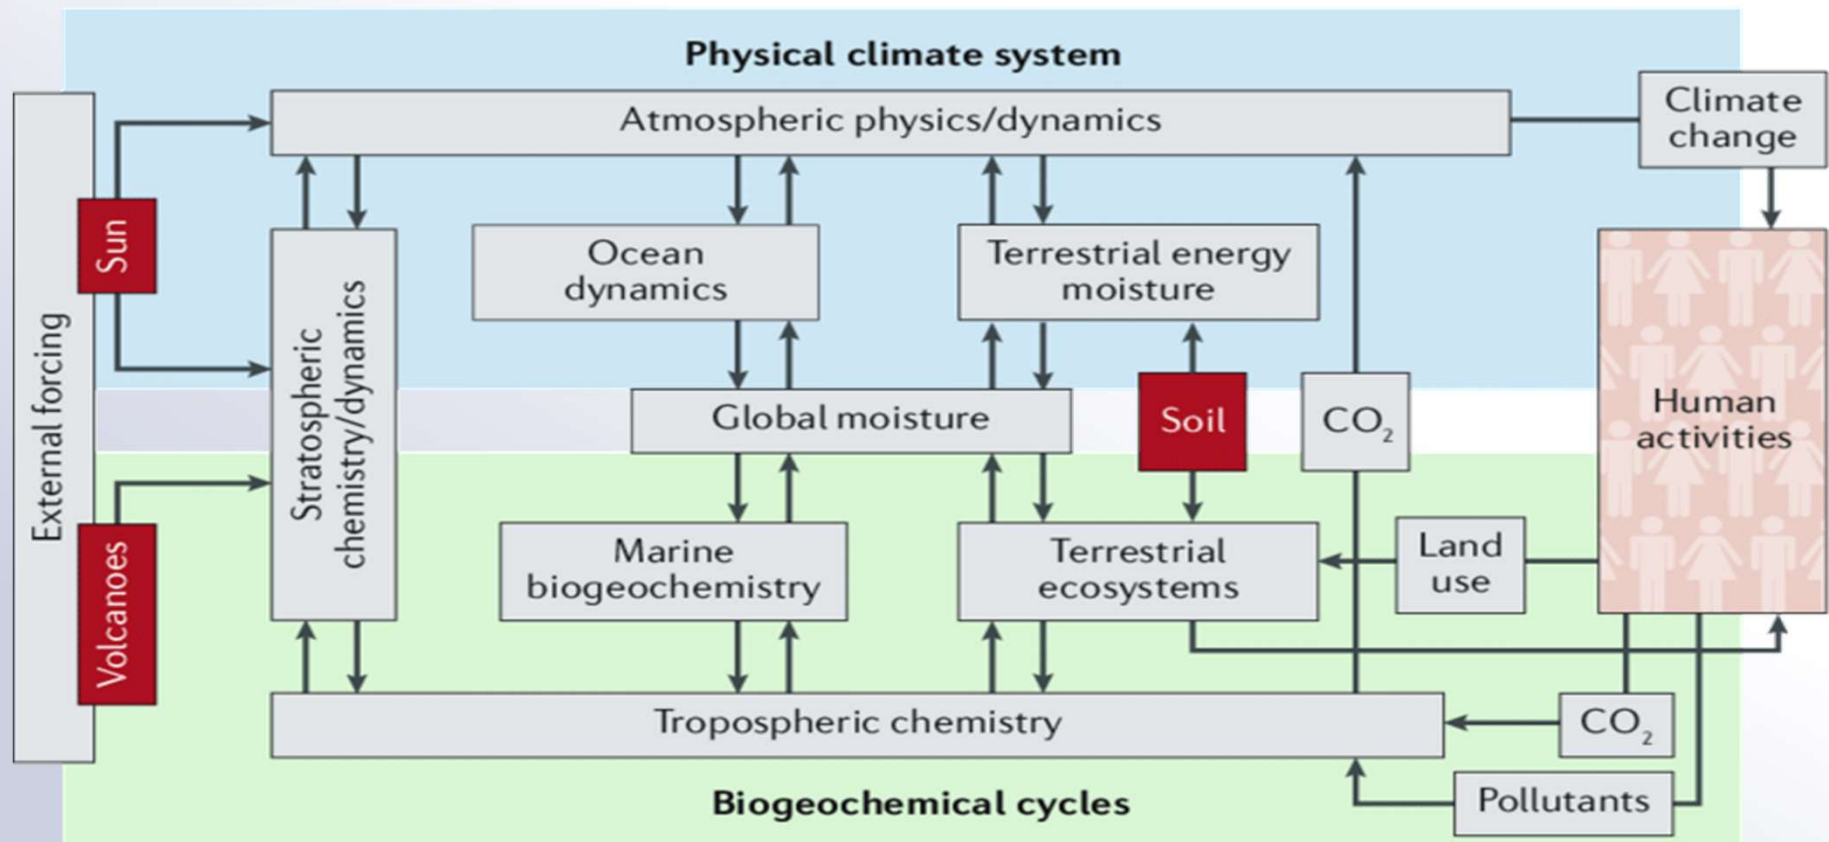 Physical climate system
Atmospheric physics/dynamics
Climate
change
Sun
External forcing
Stratospheric
chemistry/dynamics
Ocean
dynamics
Terrestrial energy
moisture
Global moisture
Soil
CO₂
Human
activities
Volcanoes
Marine
biogeochemistry
Terrestrial
ecosystems
Land
use
Tropospheric chemistry
CO₂
Pollutants
Biogeochemical cycles